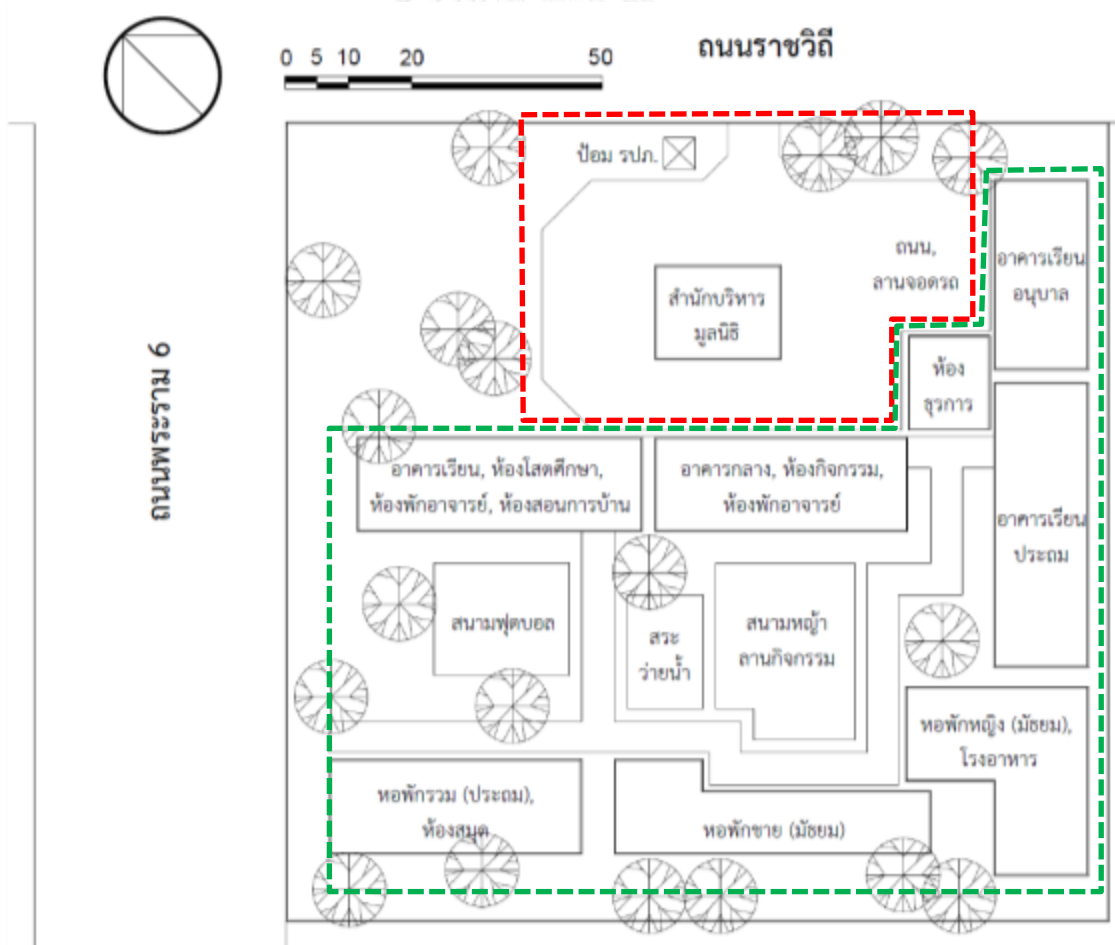 0 5 10 20 50
ถนนราชวิถี
ป้อม รปภ.
ถนน,
ลานจอดรถ
อาคารเรียน
อนุบาล
สำนักบริหาร
มูลนิธิ
ห้อง
ธุรการ
ถนนพระราม 6
อาคารเรียน, ห้องโสตศึกษา,
ห้องพักอาจารย์, ห้องสอนการบ้าน
อาคารกลาง, ห้องกิจกรรม,
ห้องพักอาจารย์
อาคารเรียน
ประถม
สนามฟุตบอล
สระ
ว่ายน้ำ
สนามหญ้า
ลานกิจกรรม
หอพักหญิง (มัธยม),
โรงอาหาร
หอพักรวม (ประถม),
ห้องสมุด
หอพักชาย (มัธยม)